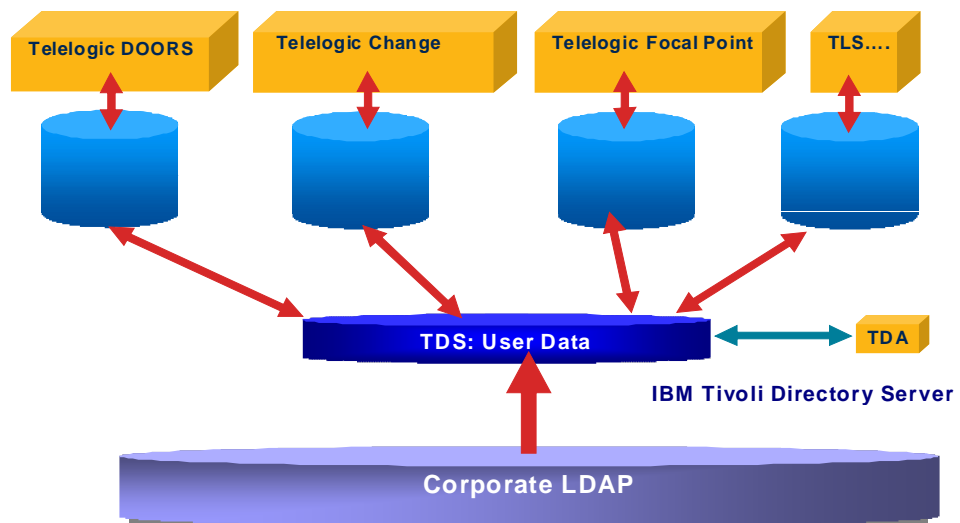 Telelogic DOORS
Telelogic Change
Telelogic Focal Point
TLS....
TDS: User Data
TDA
IBM Tivoli Directory Server
Corporate LDAP